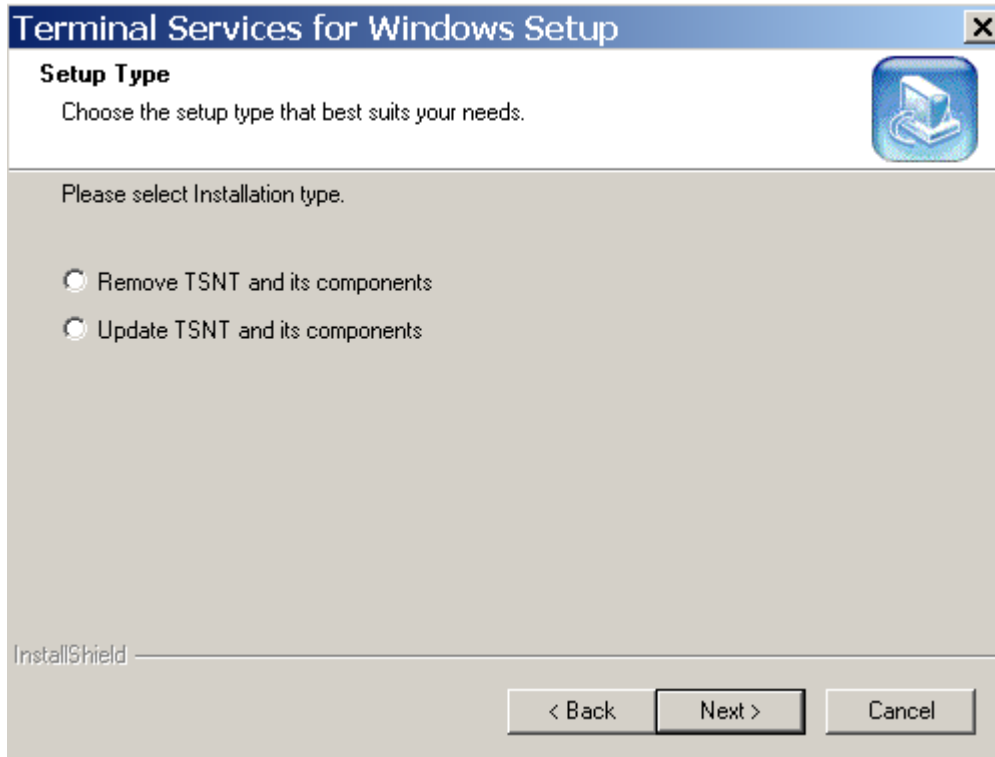 Terminal Services for Windows Setup
Setup Type
Choose the setup type that best suits your needs.
Please select Installation type.
Remove TSNT and its components
Update TSNT and its components
InstallShield
< Back
Next >
Cancel